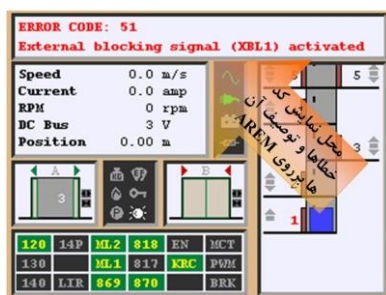 ERROR CODE: 51
External blocking signal (XBL1) activated
Speed 0.0 m/s
Current 0.0 amp
RPM 0 rpm
DC Bus 3 V
Position 0.00 m
محل نمایش کد
خطاها و توصیف آن
ها برروی AREM
5
3
1
A
3
B
KG
P
120 14P ML2 818 EN MCT
130 ML1 817 KRC PWM
140 LIR 869 870 BRK